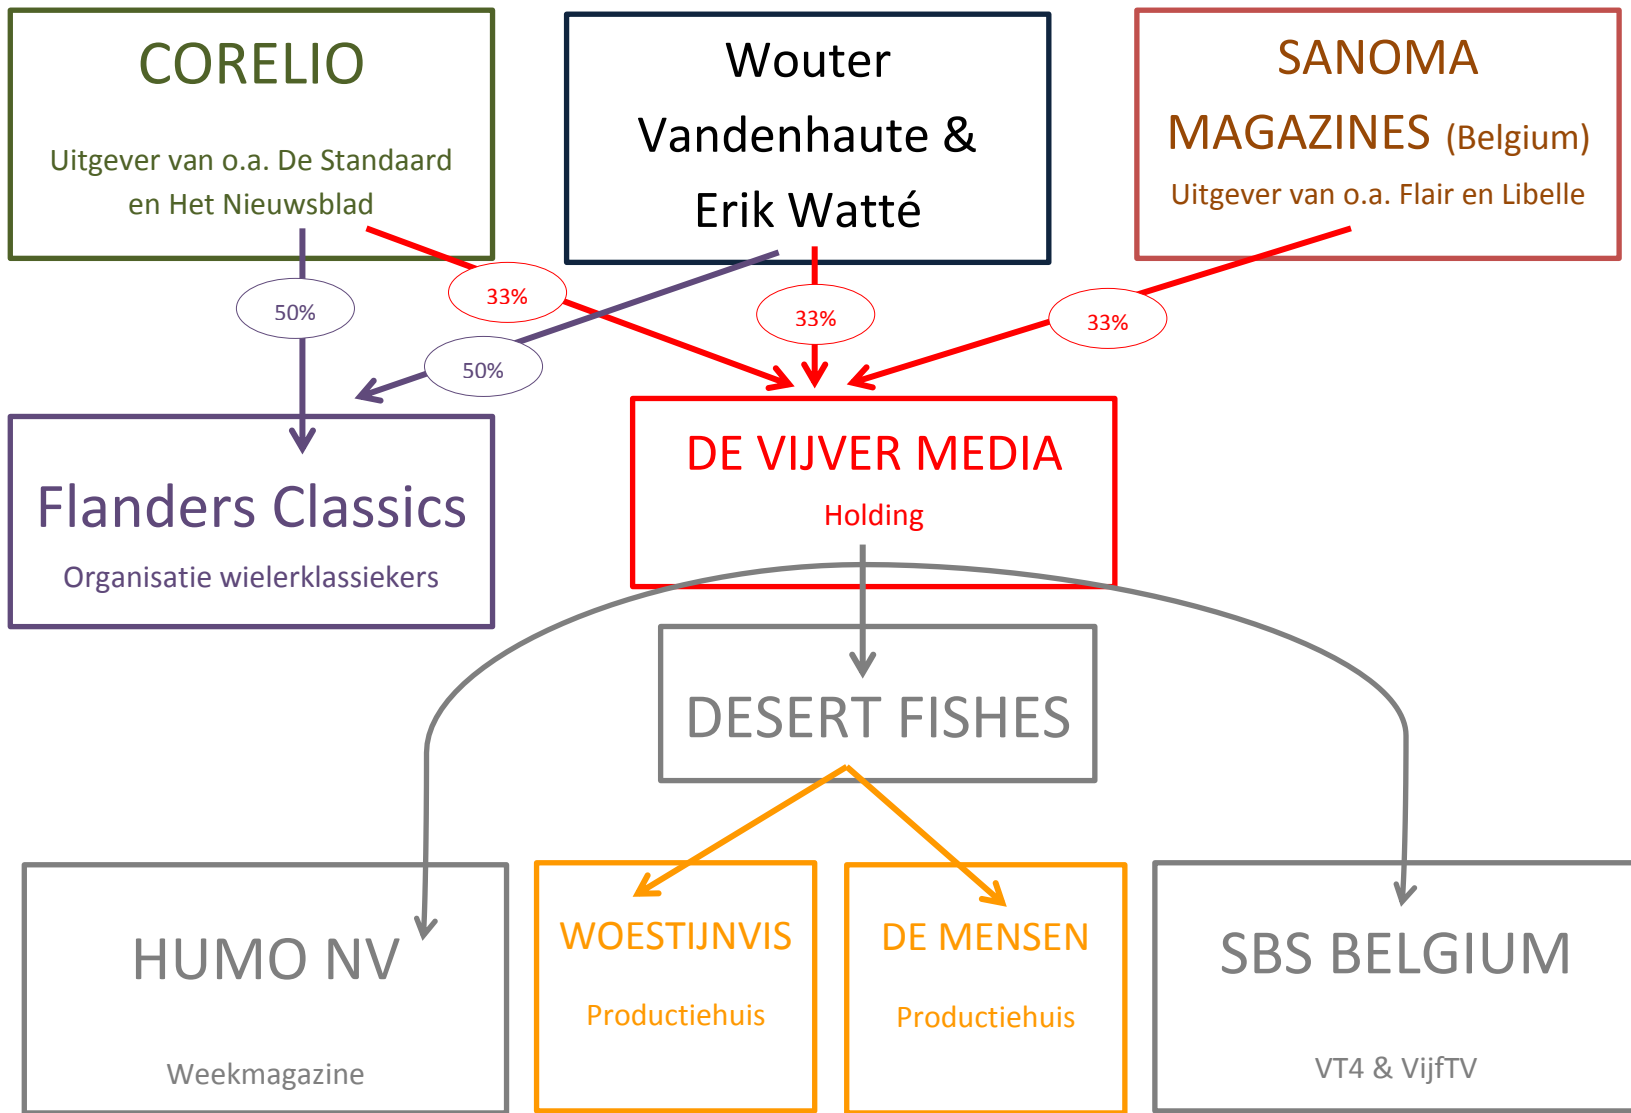 CORELIO
Uitgever van o.a. De Standaard
en Het Nieuwsblad
Wouter
Vandenhaute &
Erik Watté
SANOMA
MAGAZINES (Belgium)
Uitgever van o.a. Flair en Libelle
50%
33%
33%
33%
50%
Flanders Classics
Organisatie wielerklassiekers
DE VIJVER MEDIA
Holding
DESERT FISHES
HUMO NV
Weekmagazine
WOESTIJNVIS
Productiehuis
DE MENSEN
Productiehuis
SBS BELGIUM
VT4 & VijfTV